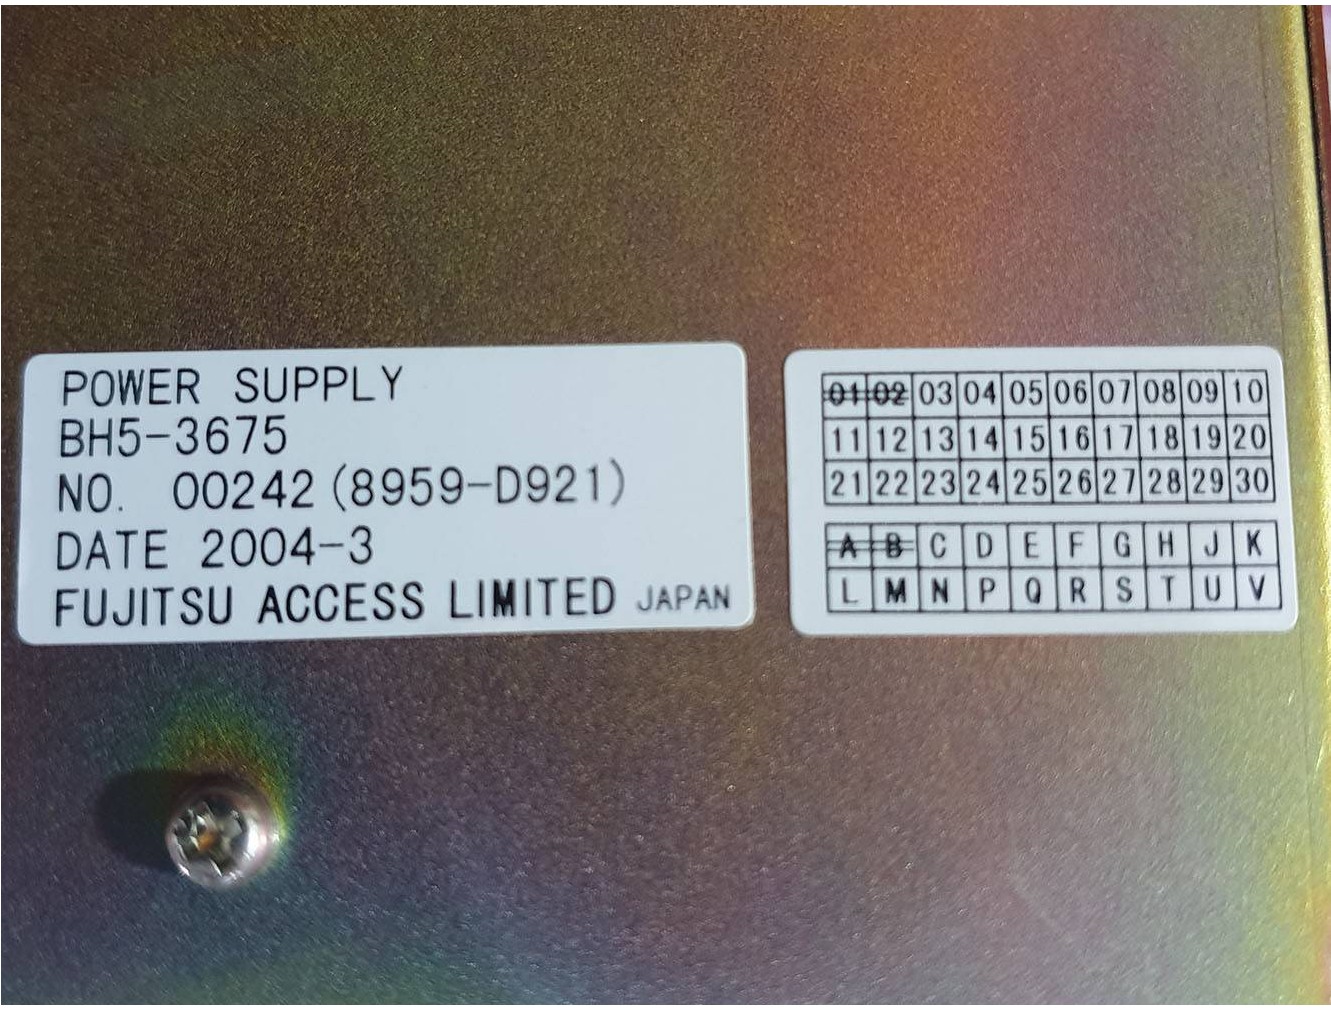 POWER SUPPLY
BH5-3675
NO. 00242 (8959-D921)
DATE 2004-3
FUJITSU ACCESS LIMITED JAPAN
01 02 03 04 05 06 07 08 09 10
11 12 13 14 15 16 17 18 19 20
21 22 23 24 25 26 27 28 29 30
A B C D E F G H J K
L M N P Q R S T U V